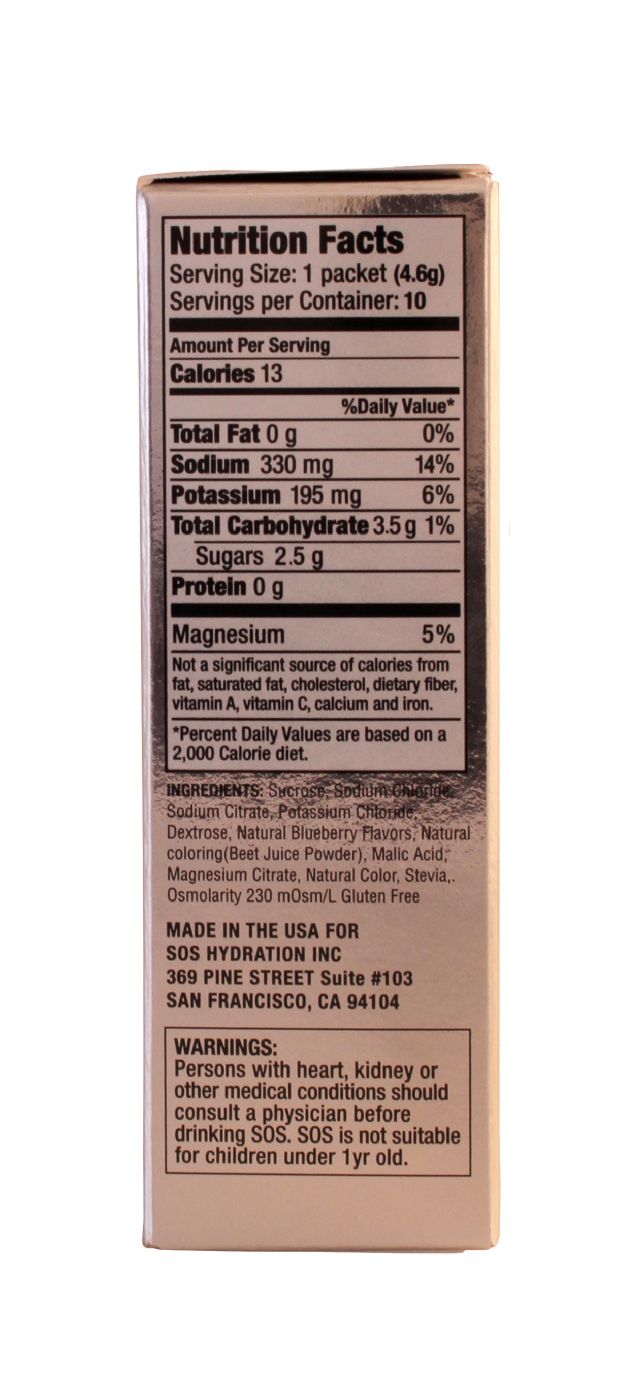 Nutrition Facts
Serving Size: 1 packet (4.6g)
Servings per Container: 10
Amount Per Serving
Calories 13
%Daily Value*
Total Fat 0 g 0%
Sodium 330 mg 14%
Potassium 195 mg 6%
Total Carbohydrate 3.5 g 1%
Sugars 2.5 g
Protein 0 g
Magnesium 5%
Not a significant source of calories from
fat, saturated fat, cholesterol, dietary fiber,
vitamin A, vitamin C, calcium and iron.
*Percent Daily Values are based on a
2,000 Calorie diet.
INGREDIENTS: Sucrose, Sodium Chloride,
Sodium Citrate, Potassium Chloride,
Dextrose, Natural Blueberry Flavors, Natural
coloring(Beet Juice Powder), Malic Acid,
Magnesium Citrate, Natural Color, Stevia,.
Osmolarity 230 mOsm/L Gluten Free
MADE IN THE USA FOR
SOS HYDRATION INC
369 PINE STREET Suite #103
SAN FRANCISCO, CA 94104
WARNINGS:
Persons with heart, kidney or
other medical conditions should
consult a physician before
drinking SOS. SOS is not suitable
for children under 1yr old.